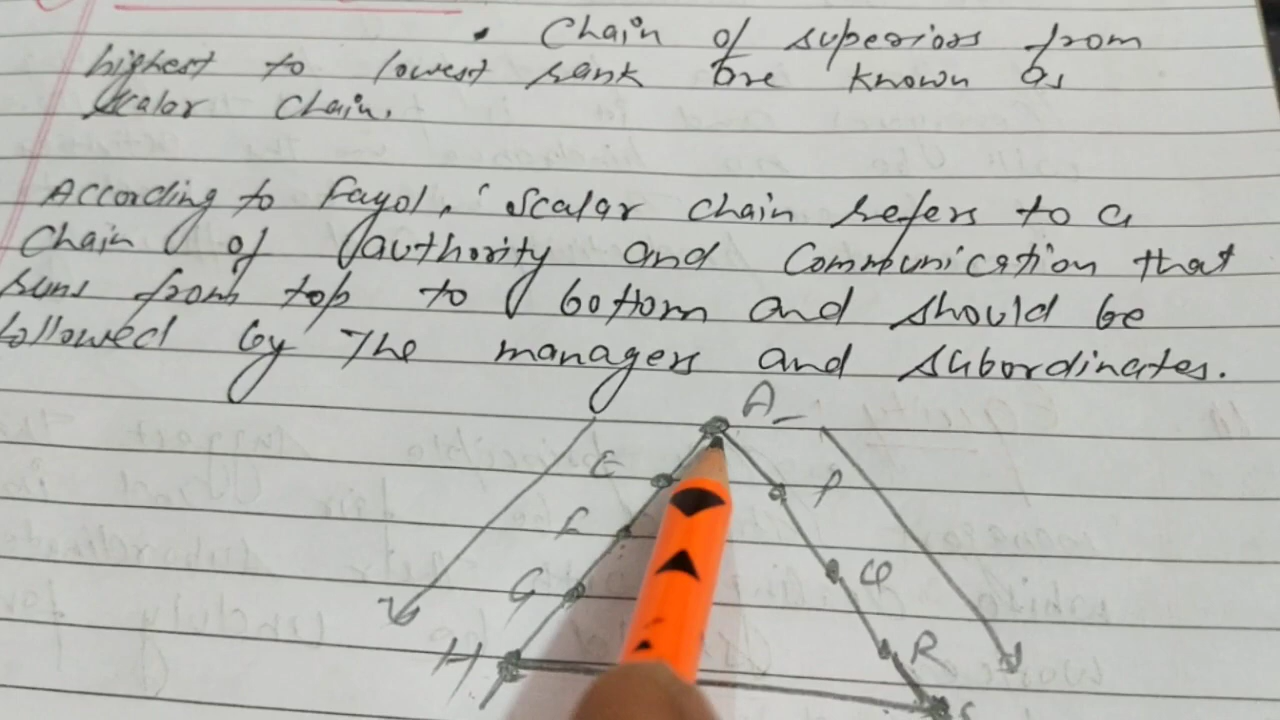 . Chain of superiors from
highest to lowest rank are known as
Scalar Chain.
According to Fayol, 'Scalar chain refers to a
Chain of authority and Communication that
runs from top to bottom and should be
followed by The managers and subordinates.
A
E P
F
G Q
H R
S